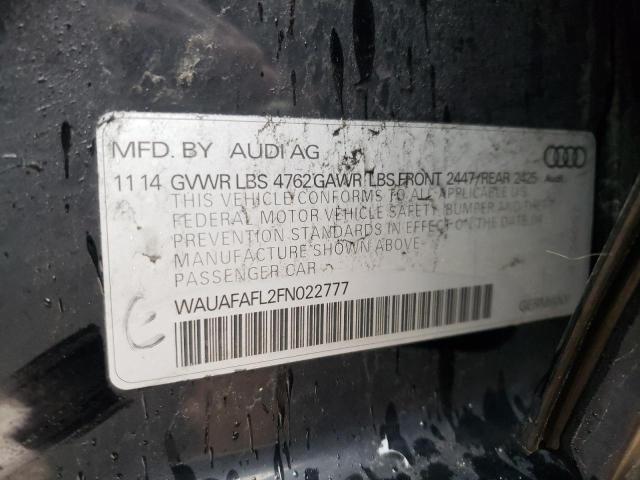 MFD. BY AUDI AG
11 14 GVWR LBS 4762 GAWR LBS FRONT 2447/REAR 2425 Audi
THIS VEHICLE CONFORMS TO ALL APPLICABLE US
FEDERAL MOTOR VEHICLE SAFETY, BUMPER AND THEFT
PREVENTION STANDARDS IN EFFECT ON THE DATE OF
MANUFACTURE SHOWN ABOVE
PASSENGER CAR
WAUAFAFL2FN022777
GERMANY